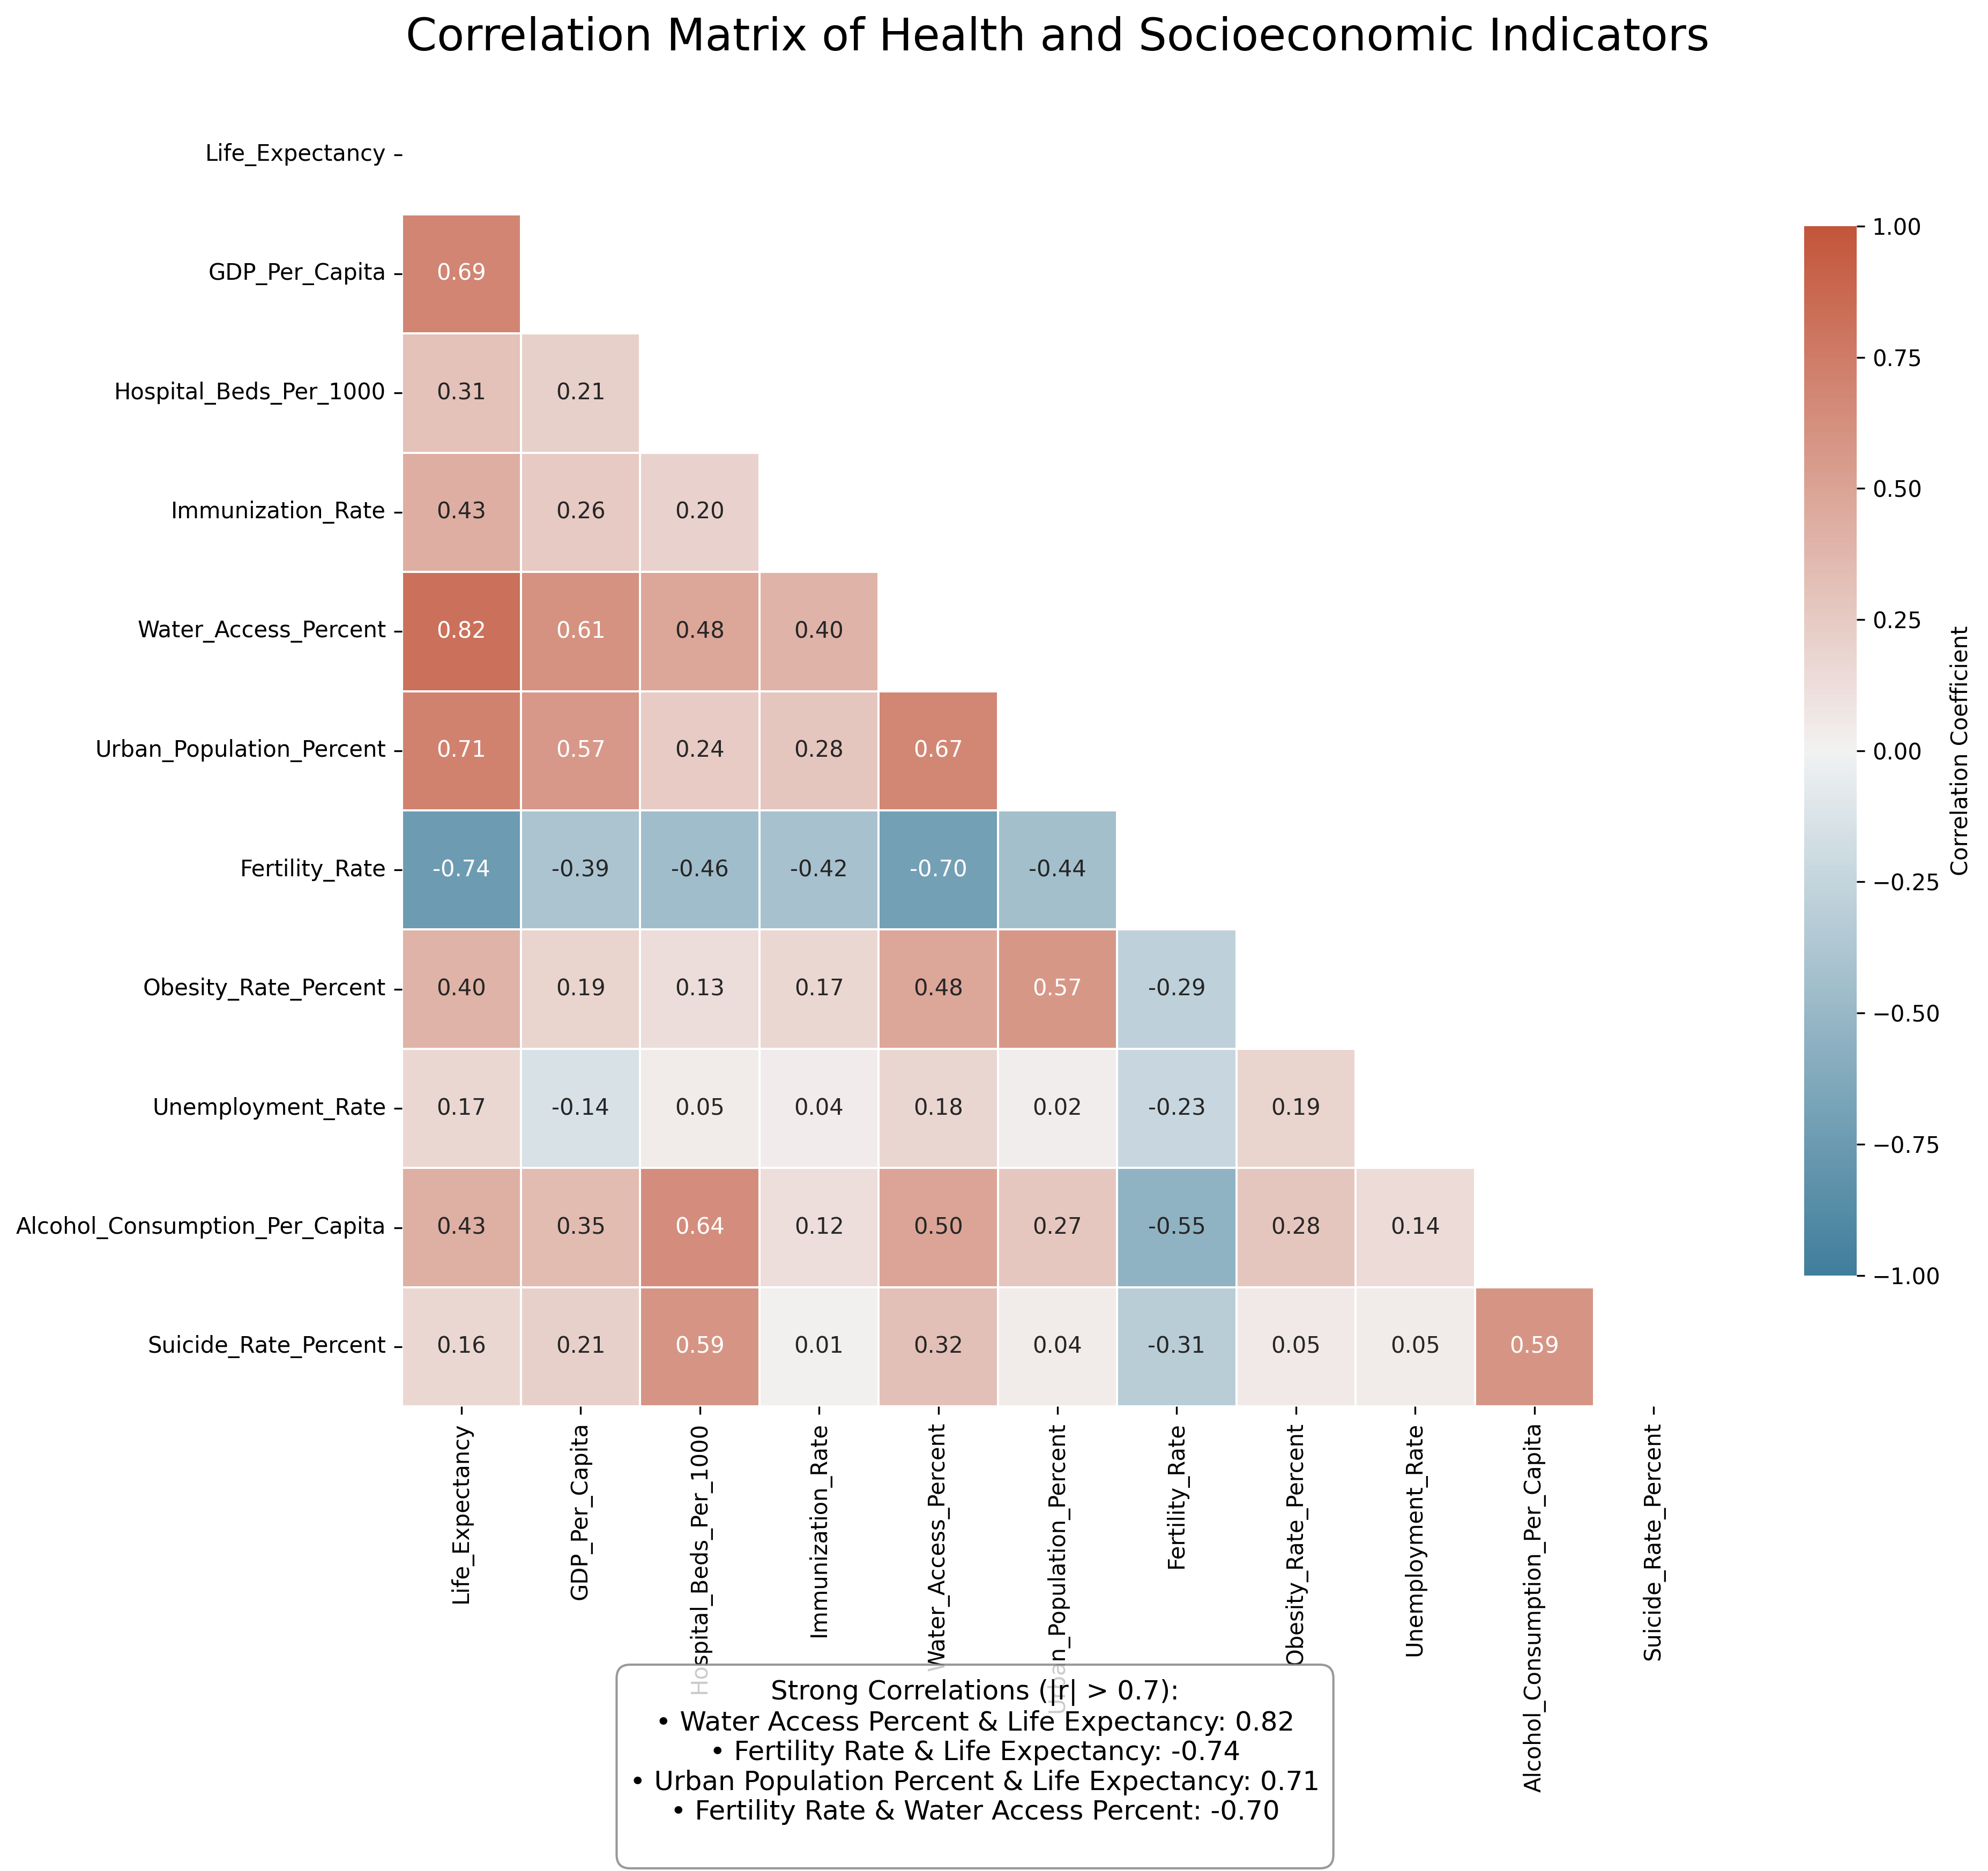 Correlation Matrix of Health and Socioeconomic Indicators
Life_Expectancy
GDP_Per_Capita 0.69
Hospital_Beds_Per_1000 0.31 0.21
Immunization_Rate 0.43 0.26 0.20
Water_Access_Percent 0.82 0.61 0.48 0.40
Urban_Population_Percent 0.71 0.57 0.24 0.28 0.67
Fertility_Rate -0.74 -0.39 -0.46 -0.42 -0.70 -0.44
Obesity_Rate_Percent 0.40 0.19 0.13 0.17 0.48 0.57 -0.29
Unemployment_Rate 0.17 -0.14 0.05 0.04 0.18 0.02 -0.23 0.19
Alcohol_Consumption_Per_Capita 0.43 0.35 0.64 0.12 0.50 0.27 -0.55 0.28 0.14
Suicide_Rate_Percent 0.16 0.21 0.59 0.01 0.32 0.04 -0.31 0.05 0.05 0.59
Life_Expectancy
GDP_Per_Capita
Hospital_Beds_Per_1000
Immunization_Rate
Water_Access_Percent
Urban_Population_Percent
Fertility_Rate
Obesity_Rate_Percent
Unemployment_Rate
Alcohol_Consumption_Per_Capita
Suicide_Rate_Percent
1.00
0.75
0.50
0.25
0.00
−0.25
−0.50
−0.75
−1.00
Correlation Coefficient
Strong Correlations (|r| > 0.7):
• Water Access Percent & Life Expectancy: 0.82
• Fertility Rate & Life Expectancy: -0.74
• Urban Population Percent & Life Expectancy: 0.71
• Fertility Rate & Water Access Percent: -0.70